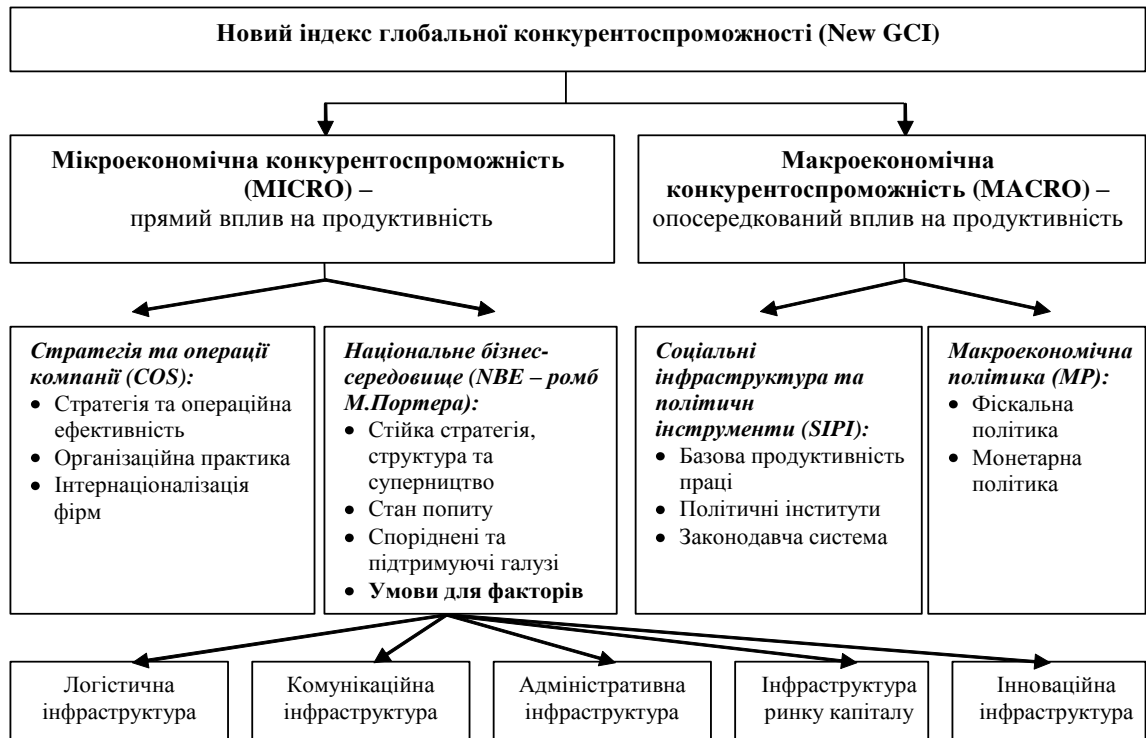 Новий індекс глобальної конкурентоспроможності (New GCI)
Мікроекономічна конкурентоспроможність
(MICRO) –
прямий вплив на продуктивність
Макроекономічна
конкурентоспроможність (MACRO) –
опосередкований вплив на продуктивність
Стратегія та операції
компанії (COS):
• Стратегія та операційна
ефективність
• Організаційна практика
• Інтернаціоналізація
фірм
Національне бізнес-
середовище (NBE – ромб
М.Портера):
• Стійка стратегія,
структура та
суперництво
• Стан попиту
• Споріднені та
підтримуючі галузі
• Умови для факторів
Соціальні
інфраструктура та
політичн
інструменти (SIPI):
• Базова продуктивність
праці
• Політичні інститути
• Законодавча система
Макроекономічна
політика (MP):
• Фіскальна
політика
• Монетарна
політика
Логістична
інфраструктура
Комунікаційна
інфраструктура
Адміністративна
інфраструктура
Інфраструктура
ринку капіталу
Інноваційна
інфраструктура